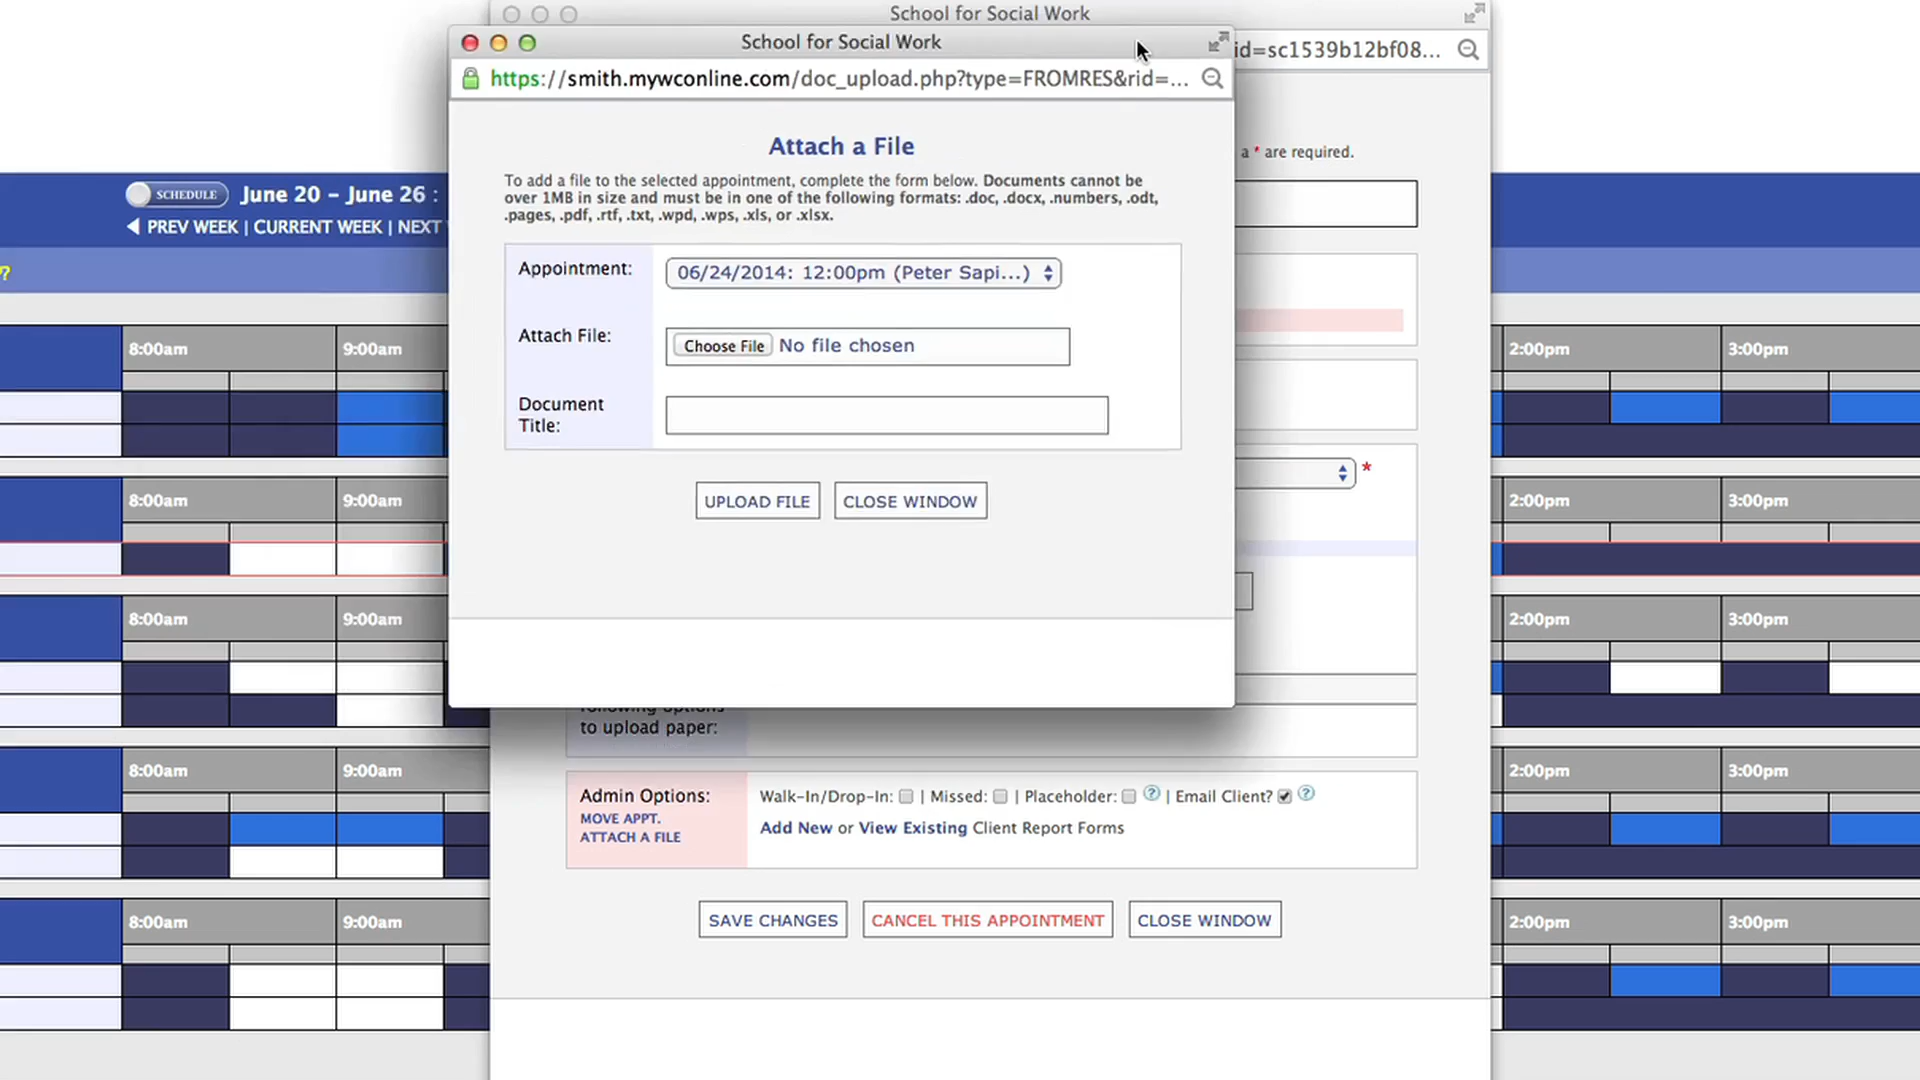 School for Social Work
School for Social Work
id=sc1539b12bf08...
https://smith.mywconline.com/doc_upload.php?type=FROMRES&rid=...
Attach a File
To add a file to the selected appointment, complete the form below. Documents cannot be
over 1MB in size and must be in one of the following formats: .doc, .docx, .numbers, .odt,
.pages, .pdf, .rtf, .txt, .wpd, .wps, .xls, or .xlsx.
a * are required.
SCHEDULE June 20 – June 26 :
PREV WEEK | CURRENT WEEK | NEXT
?
Appointment: 06/24/2014: 12:00pm (Peter Sapi...)
Attach File: Choose File No file chosen
Document
Title:
UPLOAD FILE CLOSE WINDOW
*
8:00am 9:00am 2:00pm 3:00pm
8:00am 9:00am 2:00pm 3:00pm
8:00am 9:00am 2:00pm 3:00pm
following options
to upload paper:
8:00am 9:00am 2:00pm 3:00pm
Admin Options: Walk-In/Drop-In: | Missed: | Placeholder: ? | Email Client? ?
MOVE APPT.
ATTACH A FILE
Add New or View Existing Client Report Forms
8:00am 9:00am 2:00pm 3:00pm
SAVE CHANGES CANCEL THIS APPOINTMENT CLOSE WINDOW